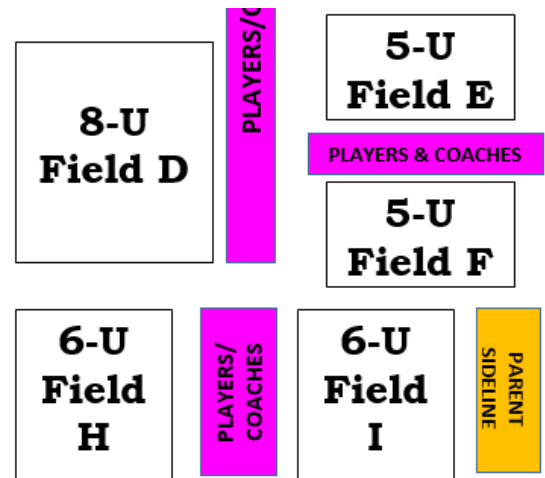 8-U
Field D
PLAYERS/
5-U
Field E
PLAYERS & COACHES
5-U
Field F
6-U
Field
H
PLAYERS/
COACHES
6-U
Field
I
PARENT
SIDELINE